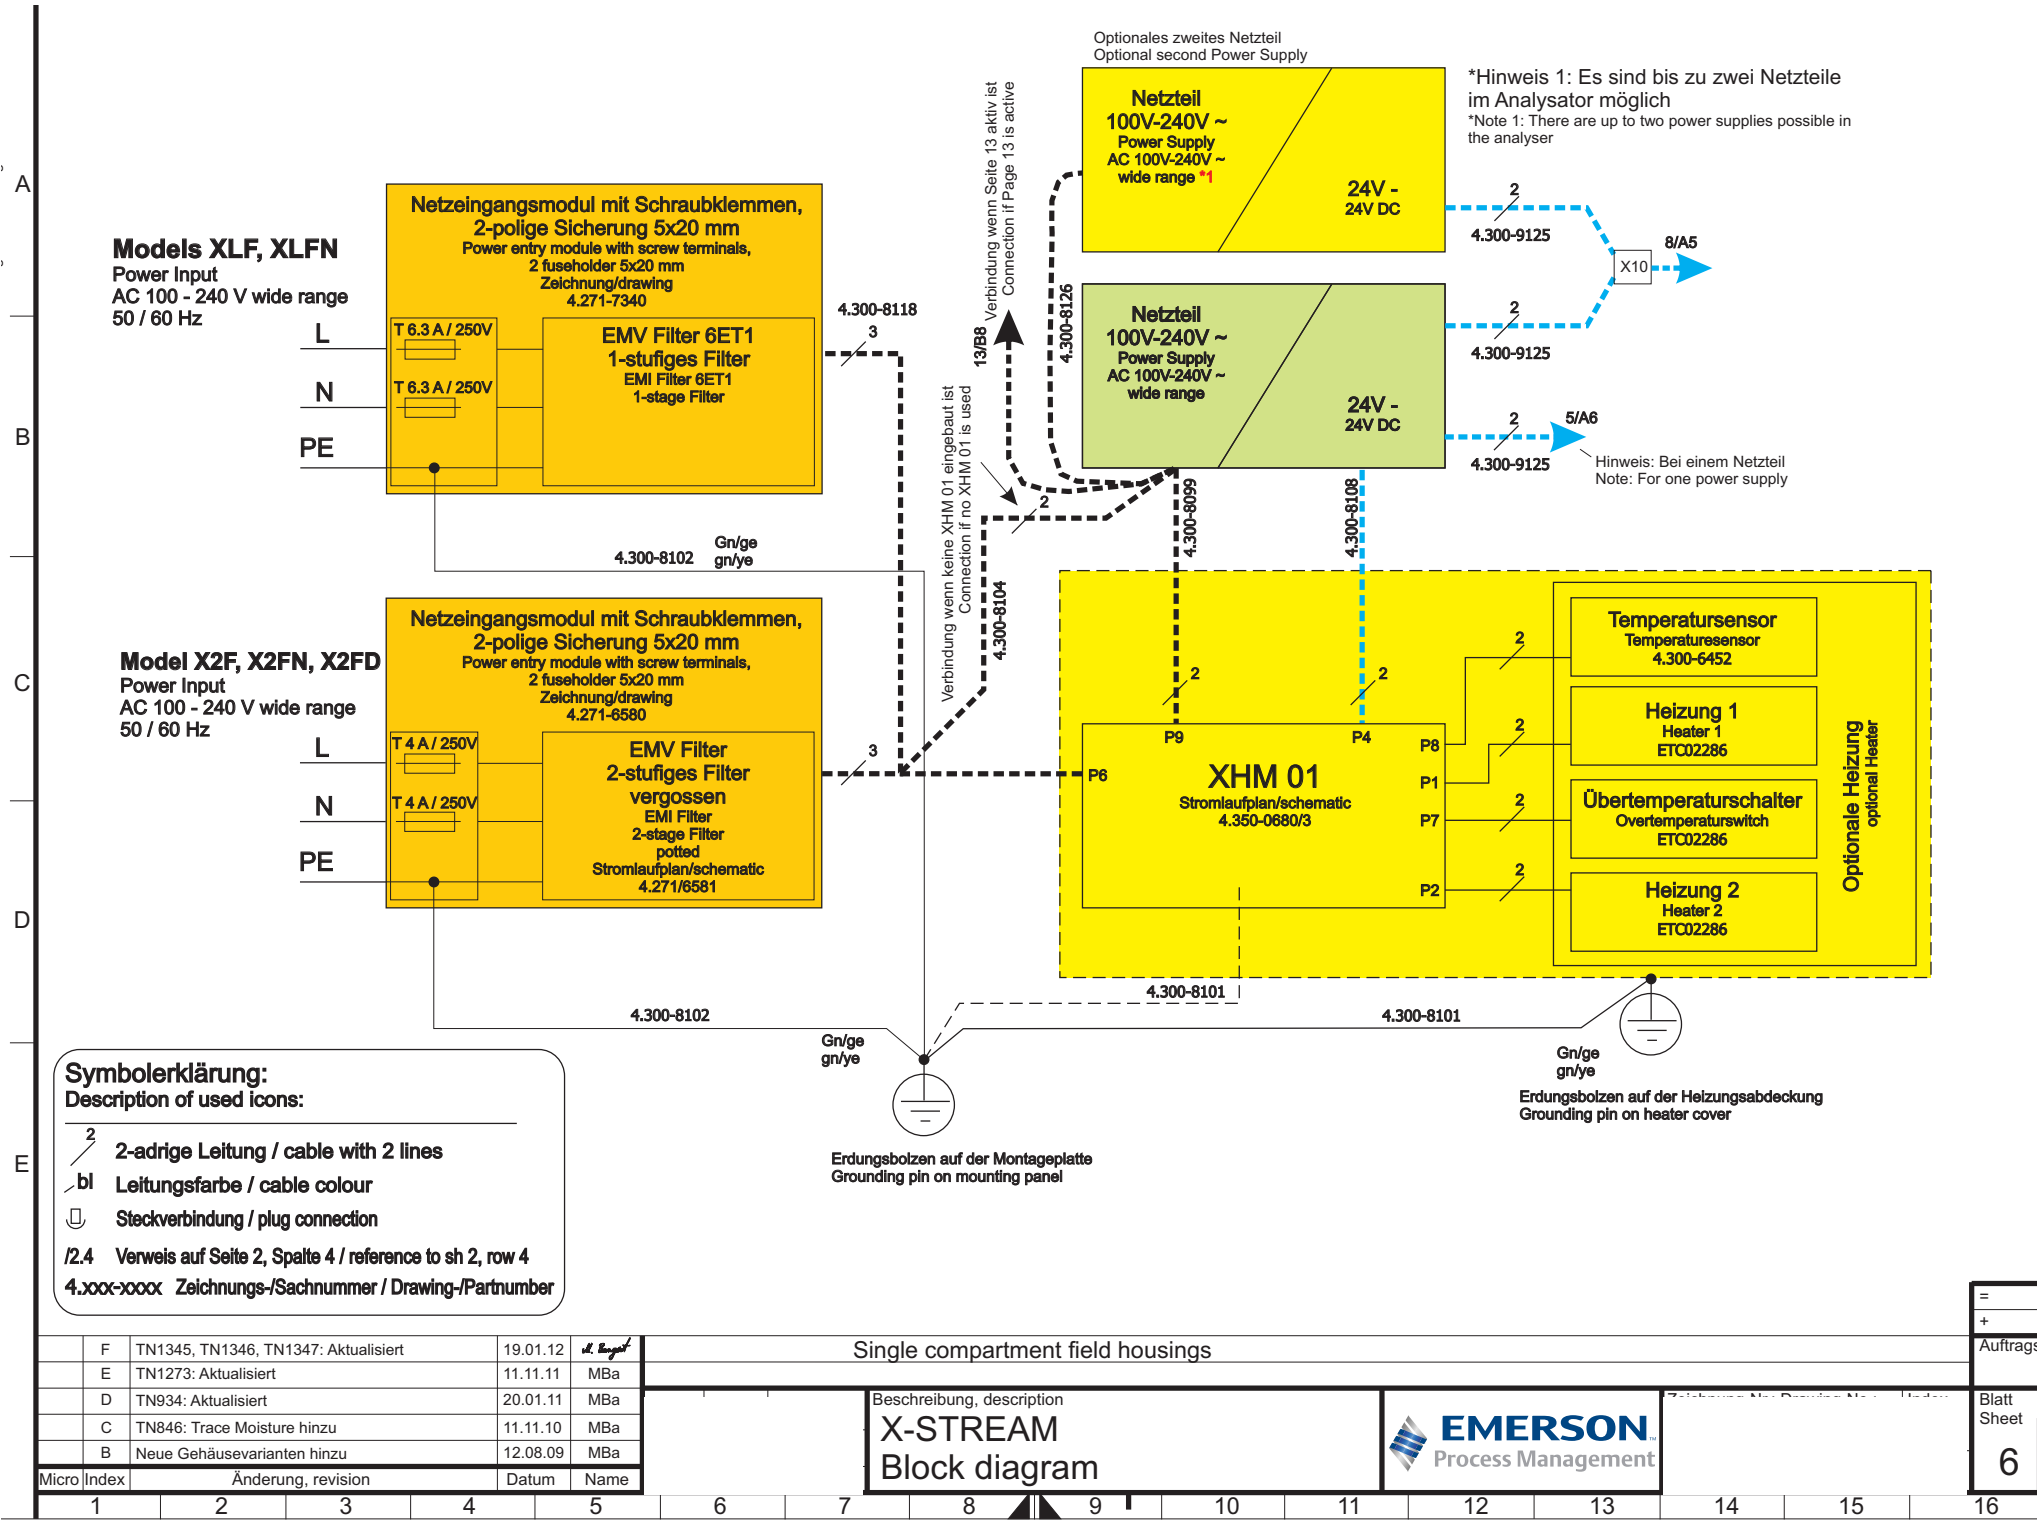 Optionales zweites Netzteil
Optional second Power Supply
Netzteil
100V-240V ~
Power Supply
AC 100V-240V ~
wide range *1
24V -
24V DC
*Hinweis 1: Es sind bis zu zwei Netzteile
im Analysator möglich
*Note 1: There are up to two power supplies possible in
the analyser
Verbindung wenn Seite 13 aktiv ist
Connection if Page 13 is active
13/B8
4.300-8126
2
4.300-9125
X10
8/A5
Netzteil
100V-240V ~
Power Supply
AC 100V-240V ~
wide range
24V -
24V DC
2
4.300-9125
2
4.300-9125
5/A6
Hinweis: Bei einem Netzteil
Note: For one power supply
A
B
C
D
E
Models XLF, XLFN
Power Input
AC 100 - 240 V wide range
50 / 60 Hz
L
N
PE
Netzeingangsmodul mit Schraubklemmen,
2-polige Sicherung 5x20 mm
Power entry module with screw terminals,
2 fuseholder 5x20 mm
Zeichnung/drawing
4.271-7340
T 6.3 A / 250V
T 6.3 A / 250V
EMV Filter 6ET1
1-stufiges Filter
EMI Filter 6ET1
1-stage Filter
4.300-8118
3
Verbindung wenn keine XHM 01 eingebaut ist
Connection if no XHM 01 is used
2
4.300-8104
4.300-8099
4.300-8108
4.300-8102
Gn/ge
gn/ye
Model X2F, X2FN, X2FD
Power Input
AC 100 - 240 V wide range
50 / 60 Hz
L
N
PE
Netzeingangsmodul mit Schraubklemmen,
2-polige Sicherung 5x20 mm
Power entry module with screw terminals,
2 fuseholder 5x20 mm
Zeichnung/drawing
4.271-6580
T 4 A / 250V
T 4 A / 250V
EMV Filter
2-stufiges Filter
vergossen
EMI Filter
2-stage Filter
potted
Stromlaufplan/schematic
4.271/6581
3
2
2
P9
P4
P6
P8
P1
P7
P2
XHM 01
Stromlaufplan/schematic
4.350-0680/3
2
2
2
2
Temperatursensor
Temperaturesensor
4.300-6452
Heizung 1
Heater 1
ETC02286
Übertemperaturschalter
Overtemperaturswitch
ETC02286
Heizung 2
Heater 2
ETC02286
Optionale Heizung
optional Heater
4.300-8101
4.300-8102
4.300-8101
Gn/ge
gn/ye
Gn/ge
gn/ye
Erdungsbolzen auf der Heizungsabdeckung
Grounding pin on heater cover
Erdungsbolzen auf der Montageplatte
Grounding pin on mounting panel
Symbolerklärung:
Description of used icons:
2 2-adrige Leitung / cable with 2 lines
bl Leitungsfarbe / cable colour
Steckverbindung / plug connection
/2.4 Verweis auf Seite 2, Spalte 4 / reference to sh 2, row 4
4.xxx-xxxx Zeichnungs-/Sachnummer / Drawing-/Partnumber
F TN1345, TN1346, TN1347: Aktualisiert 19.01.12
E TN1273: Aktualisiert 11.11.11 MBa
D TN934: Aktualisiert 20.01.11 MBa
C TN846: Trace Moisture hinzu 11.11.10 MBa
B Neue Gehäusevarianten hinzu 12.08.09 MBa
Micro Index Änderung, revision Datum Name
Single compartment field housings
Beschreibung, description
X-STREAM
Block diagram
EMERSON
Process Management
=
+
Auftrags
Blatt
Sheet
6
1 2 3 4 5 6 7 8 9 10 11 12 13 14 15 16